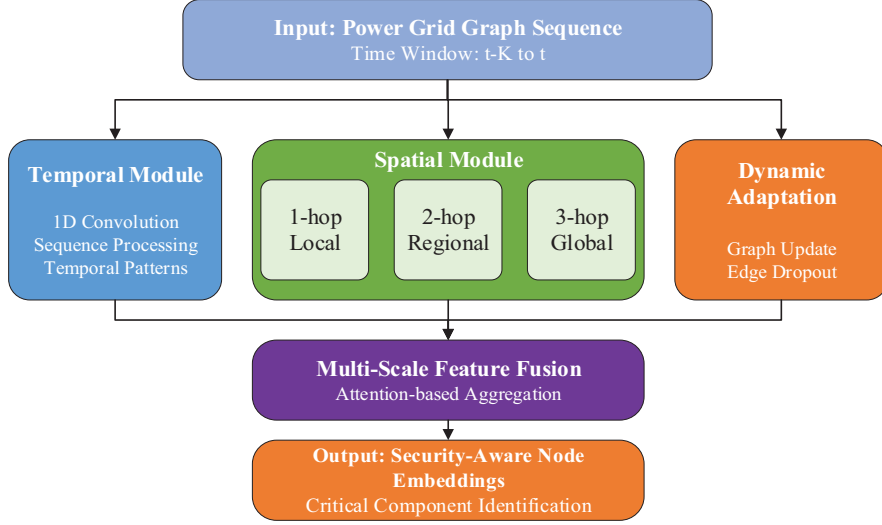 Input: Power Grid Graph Sequence
Time Window: t-K to t
Temporal Module
1D Convolution
Sequence Processing
Temporal Patterns
Spatial Module
1-hop
Local
2-hop
Regional
3-hop
Global
Dynamic
Adaptation
Graph Update
Edge Dropout
Multi-Scale Feature Fusion
Attention-based Aggregation
Output: Security-Aware Node
Embeddings
Critical Component Identification